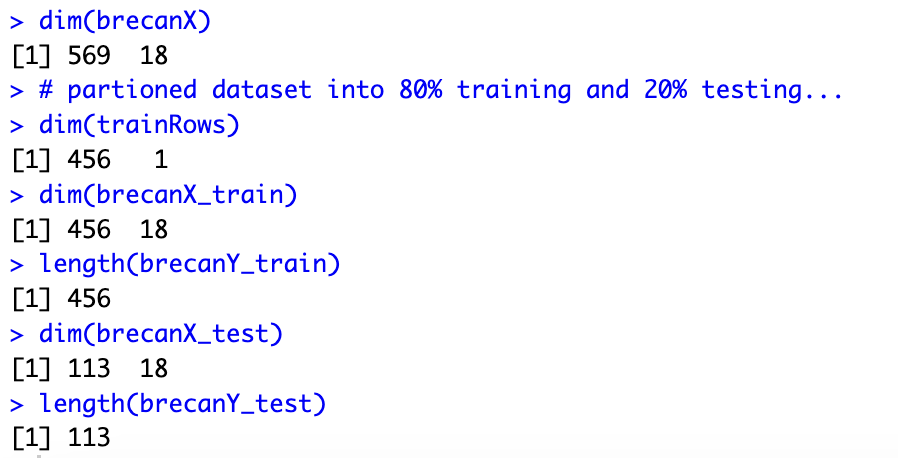 > dim(brecanX)
[1] 569  18
> # partioned dataset into 80% training and 20% testing...
> dim(trainRows)
[1] 456   1
> dim(brecanX_train)
[1] 456  18
> length(brecanY_train)
[1] 456
> dim(brecanX_test)
[1] 113  18
> length(brecanY_test)
[1] 113